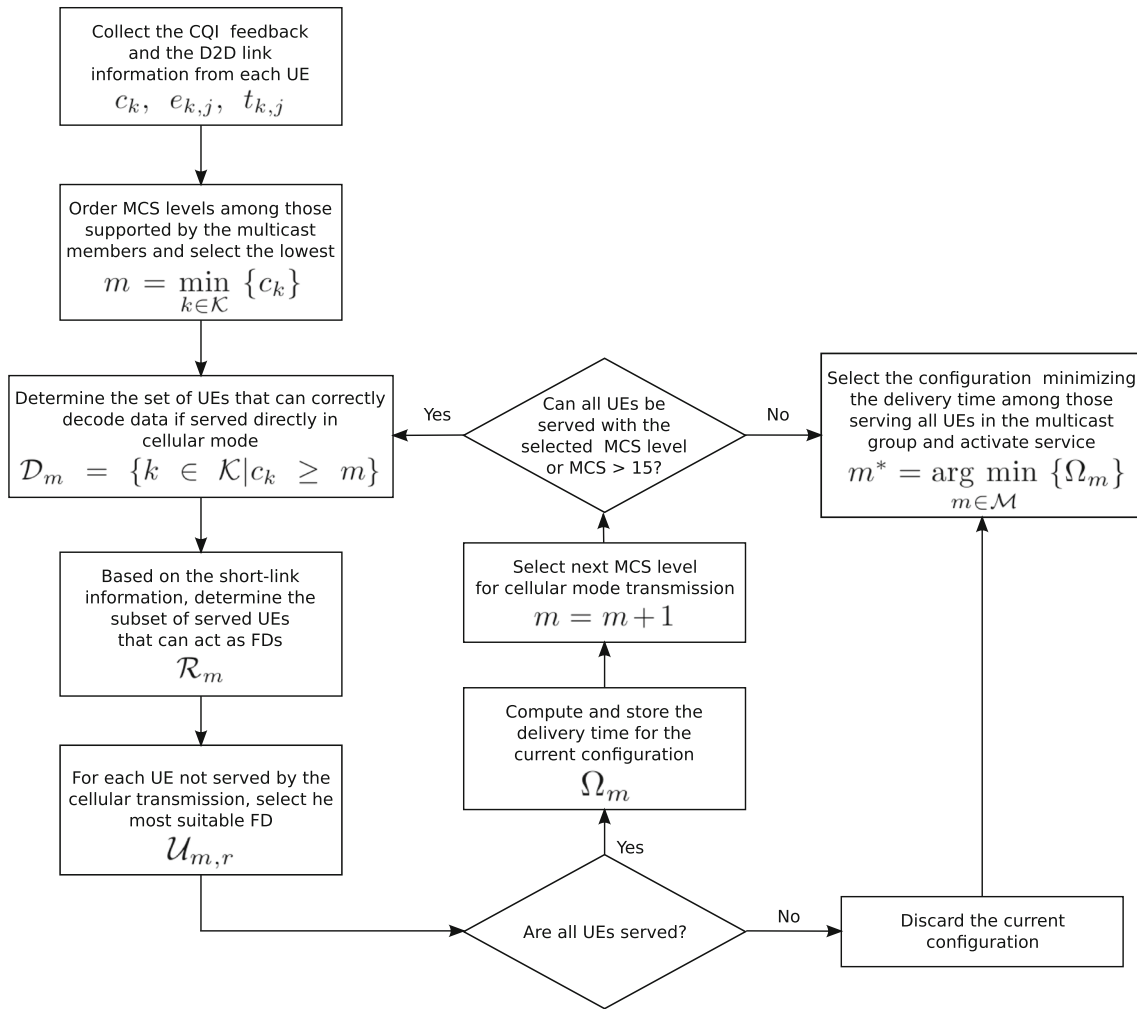 Collect the CQI feedback
and the D2D link
information from each UE
c_k, e_{k,j}, t_{k,j}
Order MCS levels among those
supported by the multicast
members and select the lowest
m = min {c_k}
k∈𝒦
Determine the set of UEs that can correctly
decode data if served directly in
cellular mode
𝒟_m = {k ∈ 𝒦|c_k ≥ m}
Based on the short-link
information, determine the
subset of served UEs
that can act as FDs
ℛ_m
For each UE not served by the
cellular transmission, select he
most suitable FD
𝒰_{m,r}
Are all UEs served?
Yes
No
Compute and store the
delivery time for the
current configuration
Ω_m
Select next MCS level
for cellular mode transmission
m = m+1
Can all UEs be
served with the
selected MCS level
or MCS > 15?
Yes
No
Select the configuration minimizing
the delivery time among those
serving all UEs in the multicast
group and activate service
m* = arg min {Ω_m}
m∈ℳ
Discard the current
configuration